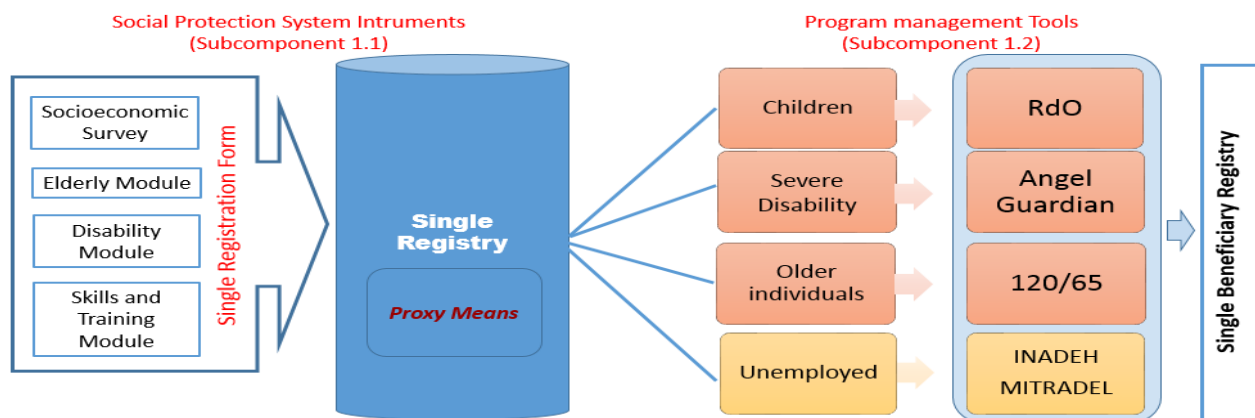 Social Protection System Intruments
(Subcomponent 1.1)
Program management Tools
(Subcomponent 1.2)
Socioeconomic
Survey
Elderly Module
Disability
Module
Skills and
Training
Module
Single Registration Form
Single
Registry
Proxy Means
Children
RdO
Severe
Disability
Angel
Guardian
Older
individuals
120/65
Unemployed
INADEH
MITRADEL
Single Beneficiary Registry